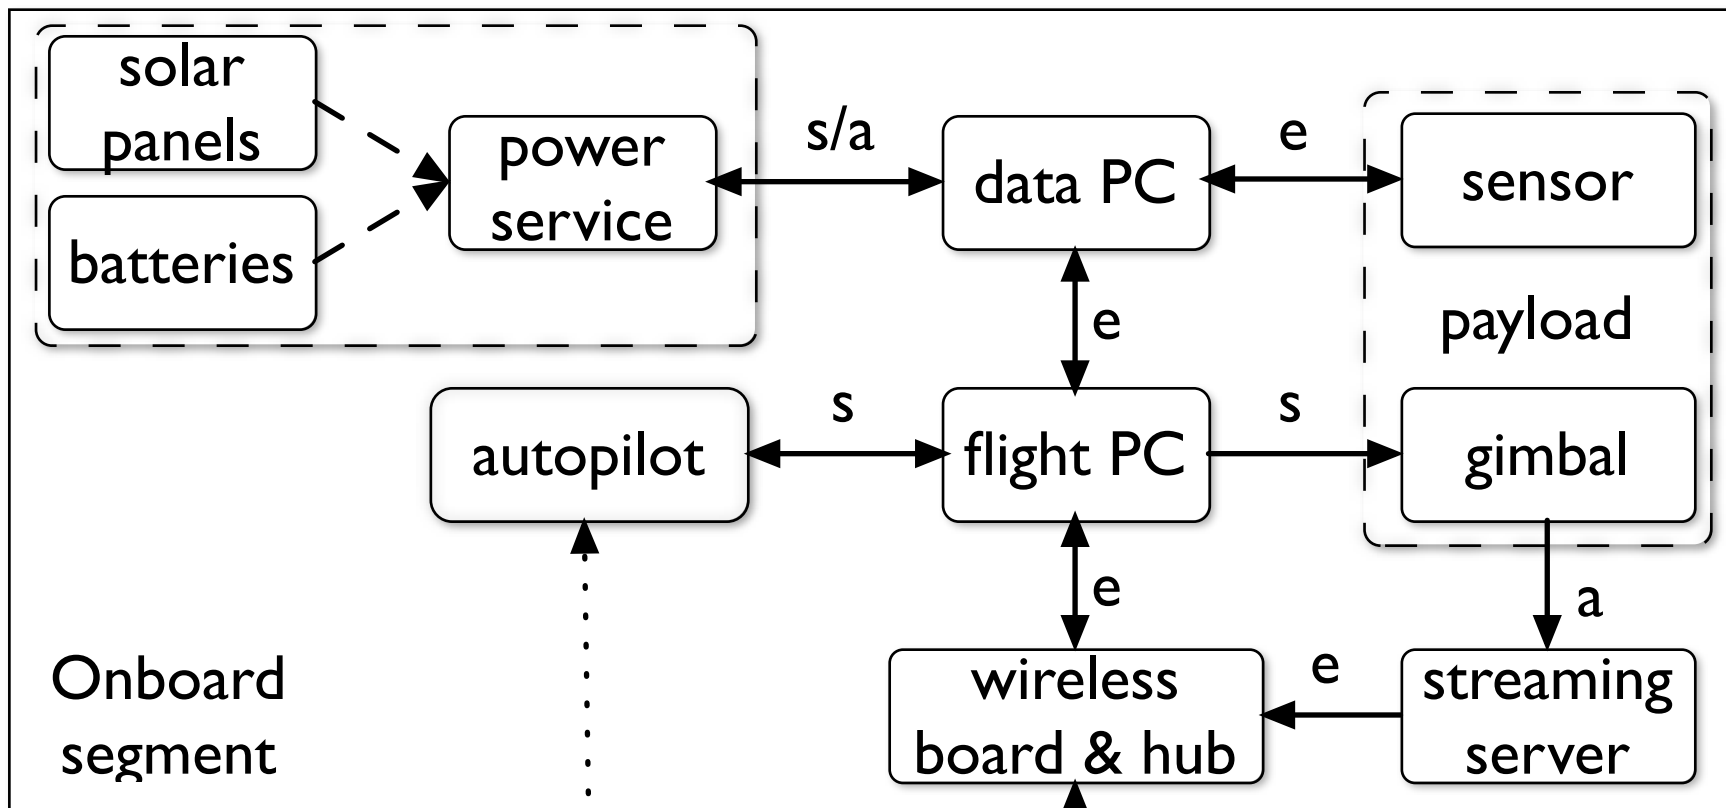 solar
panels
power
service
s/a
data PC
e
sensor
batteries
e
payload
autopilot
s
flight PC
s
gimbal
e
a
Onboard
segment
wireless
board & hub
e
streaming
server